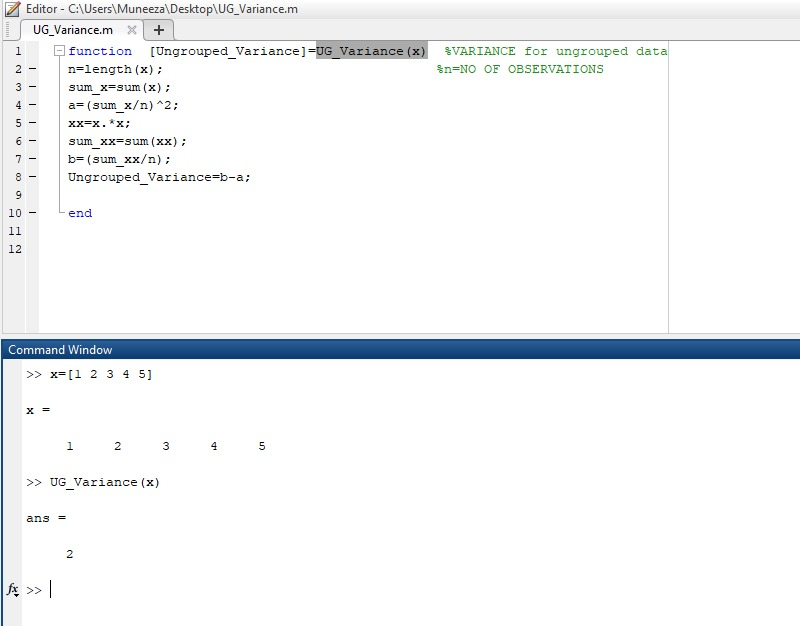 Editor - C:\Users\Muneeza\Desktop\UG_Variance.m
UG_Variance.m × +
1 function [Ungrouped_Variance]=UG_Variance(x) %VARIANCE for ungrouped data
2 – n=length(x); %n=NO OF OBSERVATIONS
3 – sum_x=sum(x);
4 – a=(sum_x/n)^2;
5 – xx=x.*x;
6 – sum_xx=sum(xx);
7 – b=(sum_xx/n);
8 – Ungrouped_Variance=b-a;
9
10 – end
11
12
Command Window
>> x=[1 2 3 4 5]
x =
1 2 3 4 5
>> UG_Variance(x)
ans =
2
fx >>